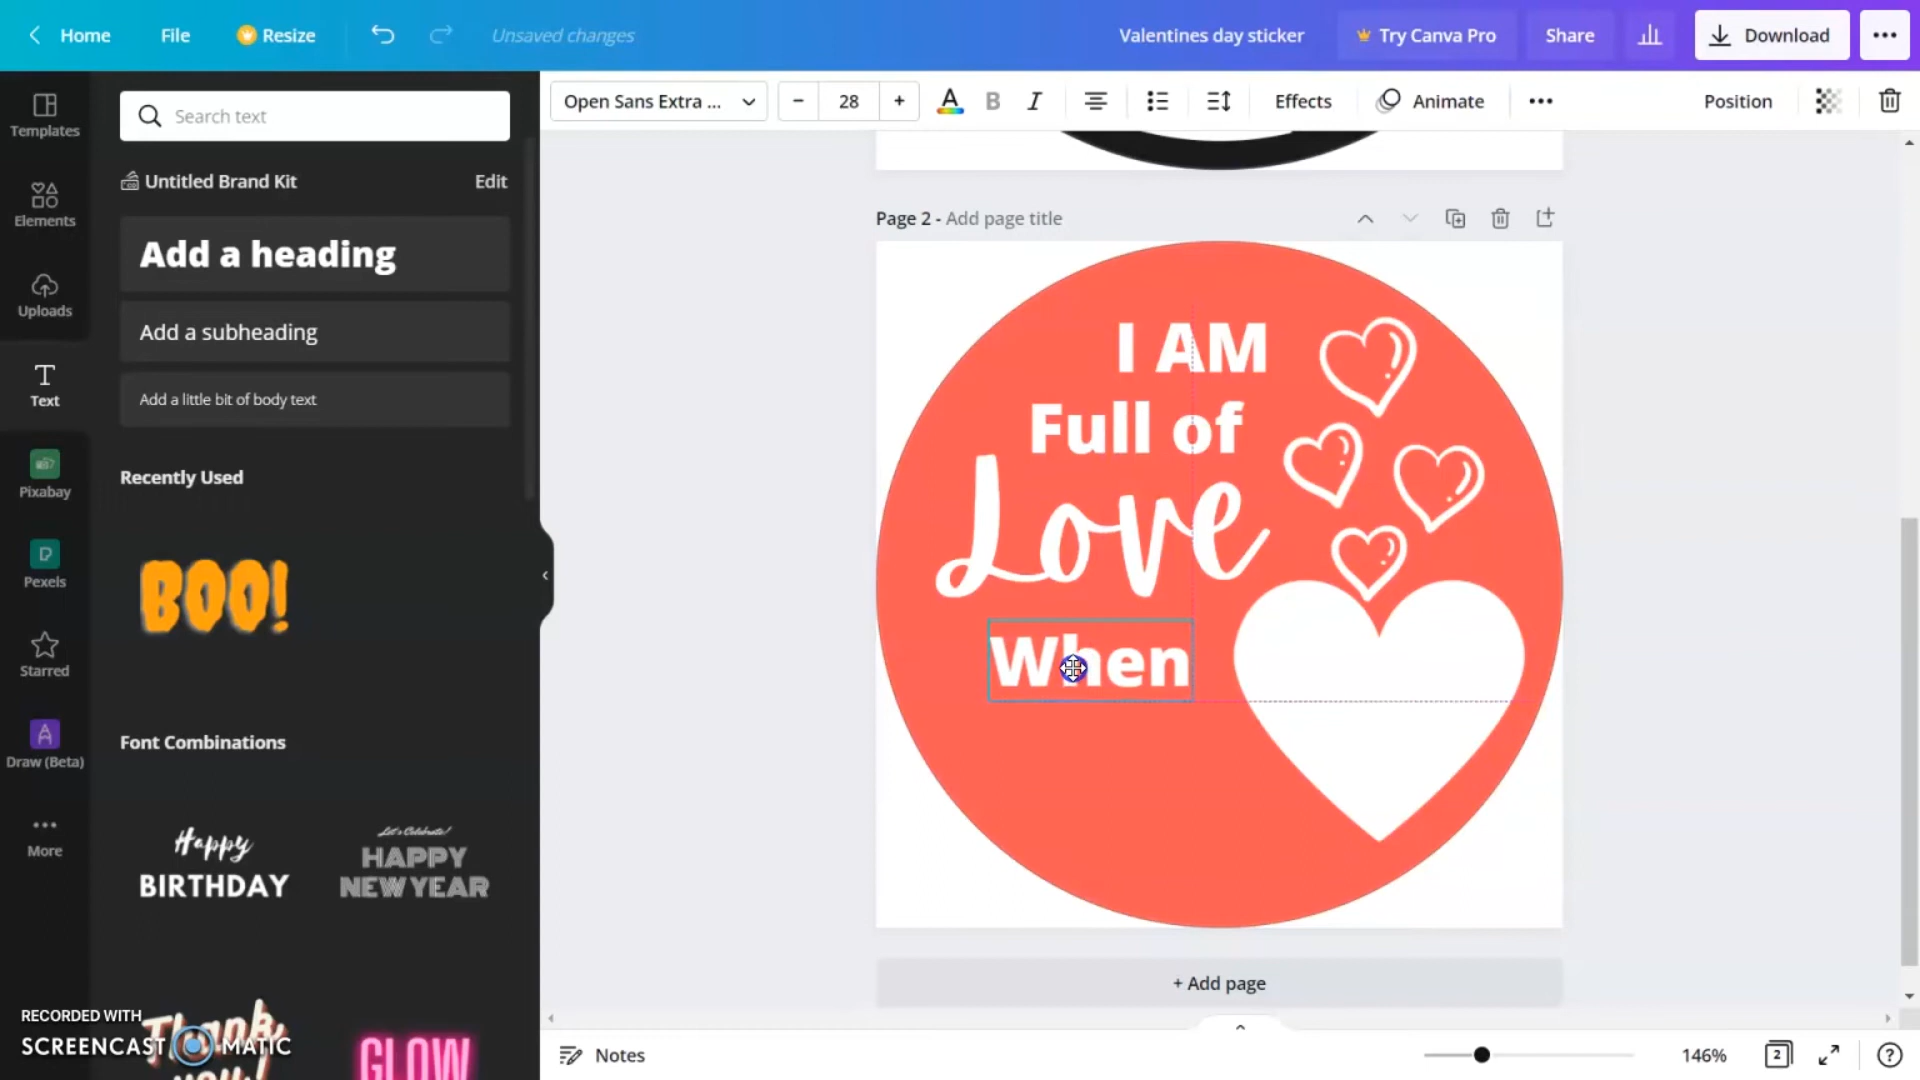 Home File Resize Unsaved changes Valentines day sticker Try Canva Pro Share Download
Open Sans Extra ... − 28 + A B I Effects Animate Position
Templates
Elements
Uploads
Text
Pixabay
Pexels
Starred
Draw (Beta)
More
Search text
Untitled Brand Kit Edit
Add a heading
Add a subheading
Add a little bit of body text
Recently Used
BOO!
Font Combinations
Happy
BIRTHDAY
Let's Celebrate!
HAPPY
NEW YEAR
Thank
you!
GLOW
RECORDED WITH
SCREENCAST MATIC
Page 2 - Add page title
I AM
Full of
Love
When
+ Add page
Notes 146% 2 ?